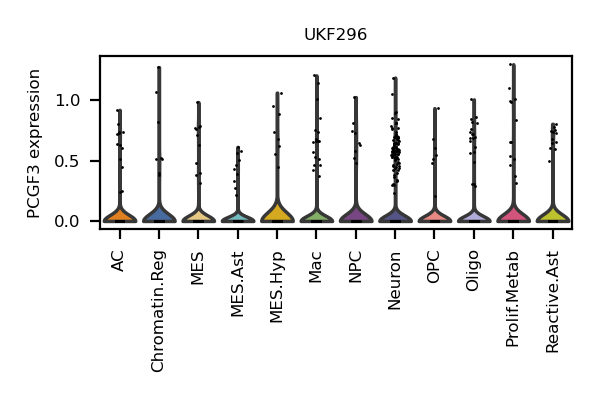 UKF296
PCGF3 expression
1.0
0.5
0.0
AC
Chromatin.Reg
MES
MES.Ast
MES.Hyp
Mac
NPC
Neuron
OPC
Oligo
Prolif.Metab
Reactive.Ast